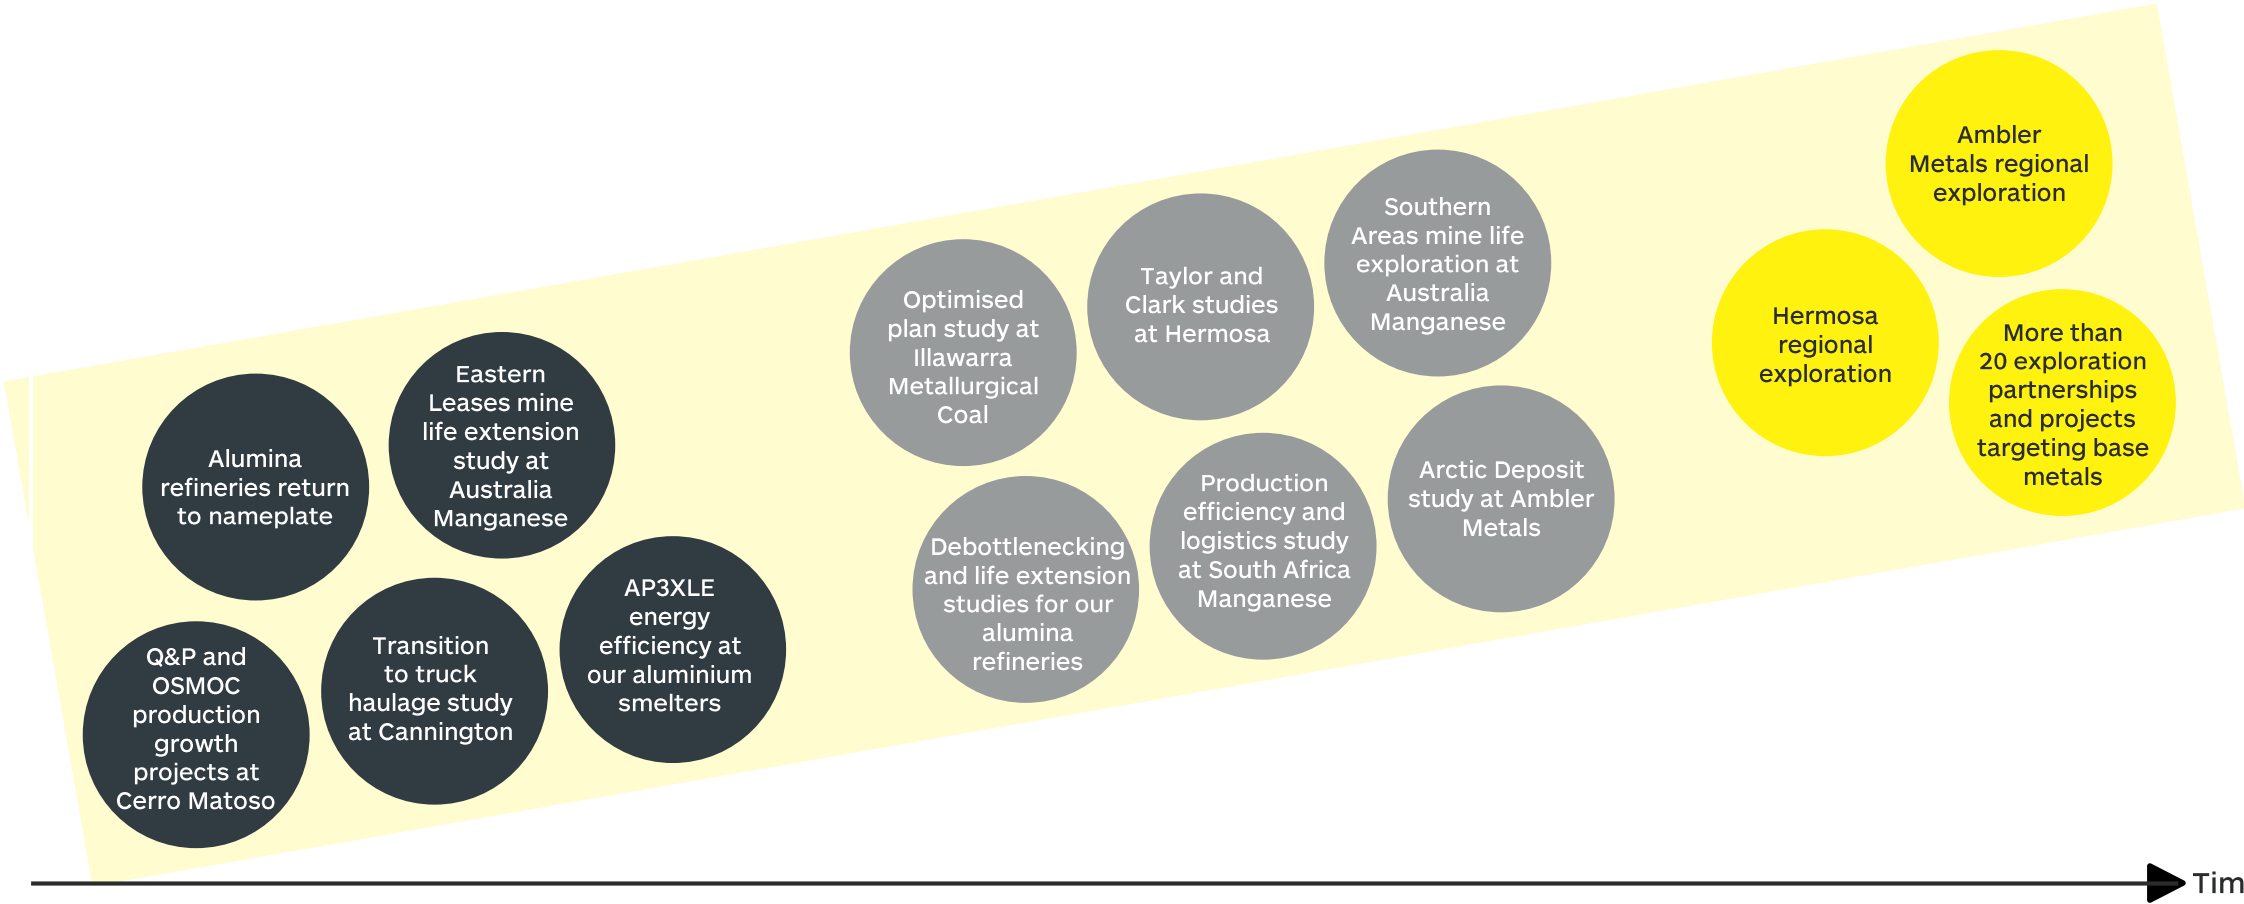 Alumina
refineries return
to nameplate
Eastern
Leases mine
life extension
study at
Australia
Manganese
Q&P and
OSMOC
production
growth
projects at
Cerro Matoso
Transition
to truck
haulage study
at Cannington
AP3XLE
energy
efficiency at
our aluminium
smelters
Optimised
plan study at
Illawarra
Metallurgical
Coal
Taylor and
Clark studies
at Hermosa
Southern
Areas mine life
exploration at
Australia
Manganese
Debottlenecking
and life extension
studies for our
alumina
refineries
Production
efficiency and
logistics study
at South Africa
Manganese
Arctic Deposit
study at Ambler
Metals
Ambler
Metals regional
exploration
Hermosa
regional
exploration
More than
20 exploration
partnerships
and projects
targeting base
metals
Tim